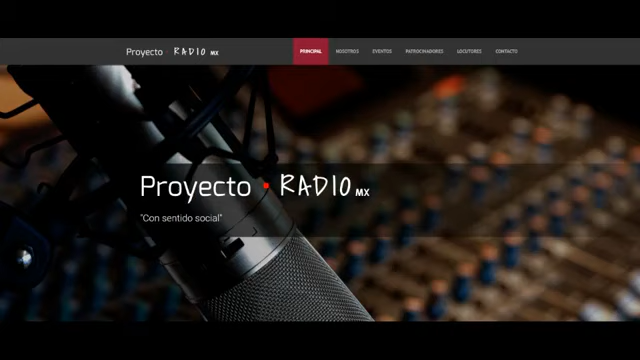 Proyecto · RADIO MX
PRINCIPAL NOSOTROS EVENTOS PATROCINADORES LOCUTORES CONTACTO
Proyecto · RADIO MX
"Con sentido social"